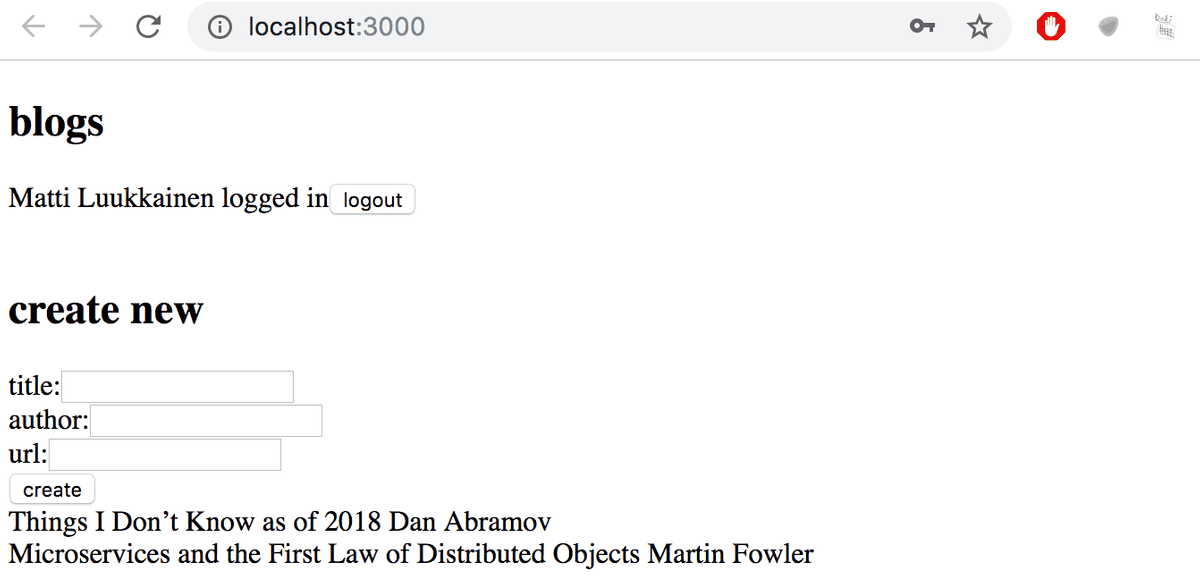 localhost:3000
blogs
Matti Luukkainen logged in logout
create new
title:
author:
url:
create
Things I Don’t Know as of 2018 Dan Abramov
Microservices and the First Law of Distributed Objects Martin Fowler